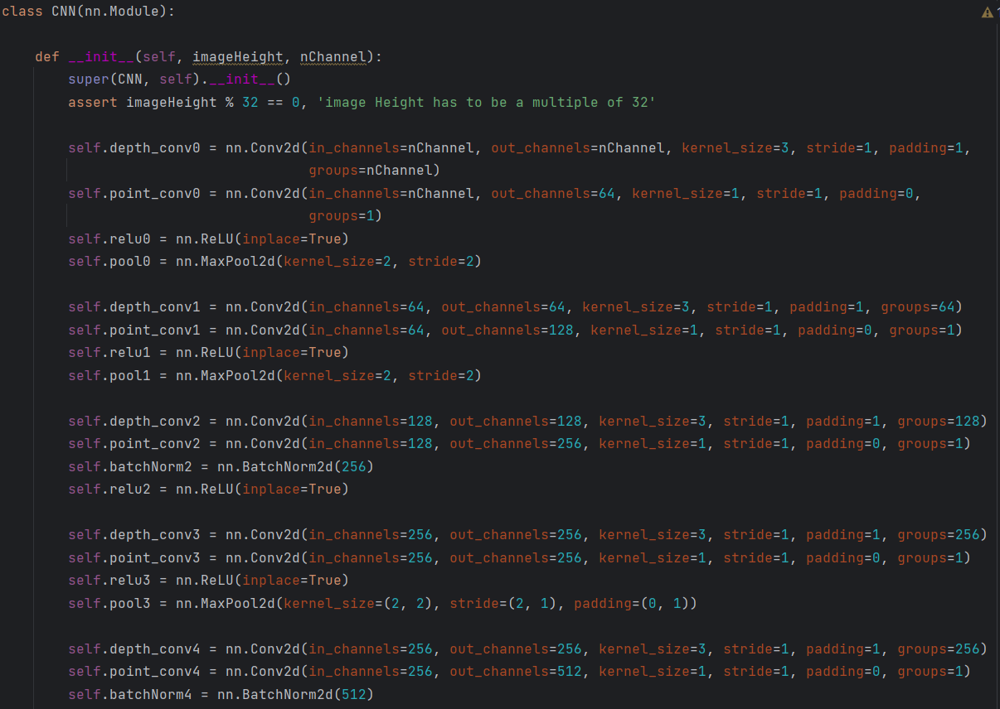 class CNN(nn.Module):
def __init__(self, imageHeight, nChannel):
super(CNN, self).__init__()
assert imageHeight % 32 == 0, 'image Height has to be a multiple of 32'
self.depth_conv0 = nn.Conv2d(in_channels=nChannel, out_channels=nChannel, kernel_size=3, stride=1, padding=1,
groups=nChannel)
self.point_conv0 = nn.Conv2d(in_channels=nChannel, out_channels=64, kernel_size=1, stride=1, padding=0,
groups=1)
self.relu0 = nn.ReLU(inplace=True)
self.pool0 = nn.MaxPool2d(kernel_size=2, stride=2)
self.depth_conv1 = nn.Conv2d(in_channels=64, out_channels=64, kernel_size=3, stride=1, padding=1, groups=64)
self.point_conv1 = nn.Conv2d(in_channels=64, out_channels=128, kernel_size=1, stride=1, padding=0, groups=1)
self.relu1 = nn.ReLU(inplace=True)
self.pool1 = nn.MaxPool2d(kernel_size=2, stride=2)
self.depth_conv2 = nn.Conv2d(in_channels=128, out_channels=128, kernel_size=3, stride=1, padding=1, groups=128)
self.point_conv2 = nn.Conv2d(in_channels=128, out_channels=256, kernel_size=1, stride=1, padding=0, groups=1)
self.batchNorm2 = nn.BatchNorm2d(256)
self.relu2 = nn.ReLU(inplace=True)
self.depth_conv3 = nn.Conv2d(in_channels=256, out_channels=256, kernel_size=3, stride=1, padding=1, groups=256)
self.point_conv3 = nn.Conv2d(in_channels=256, out_channels=256, kernel_size=1, stride=1, padding=0, groups=1)
self.relu3 = nn.ReLU(inplace=True)
self.pool3 = nn.MaxPool2d(kernel_size=(2, 2), stride=(2, 1), padding=(0, 1))
self.depth_conv4 = nn.Conv2d(in_channels=256, out_channels=256, kernel_size=3, stride=1, padding=1, groups=256)
self.point_conv4 = nn.Conv2d(in_channels=256, out_channels=512, kernel_size=1, stride=1, padding=0, groups=1)
self.batchNorm4 = nn.BatchNorm2d(512)